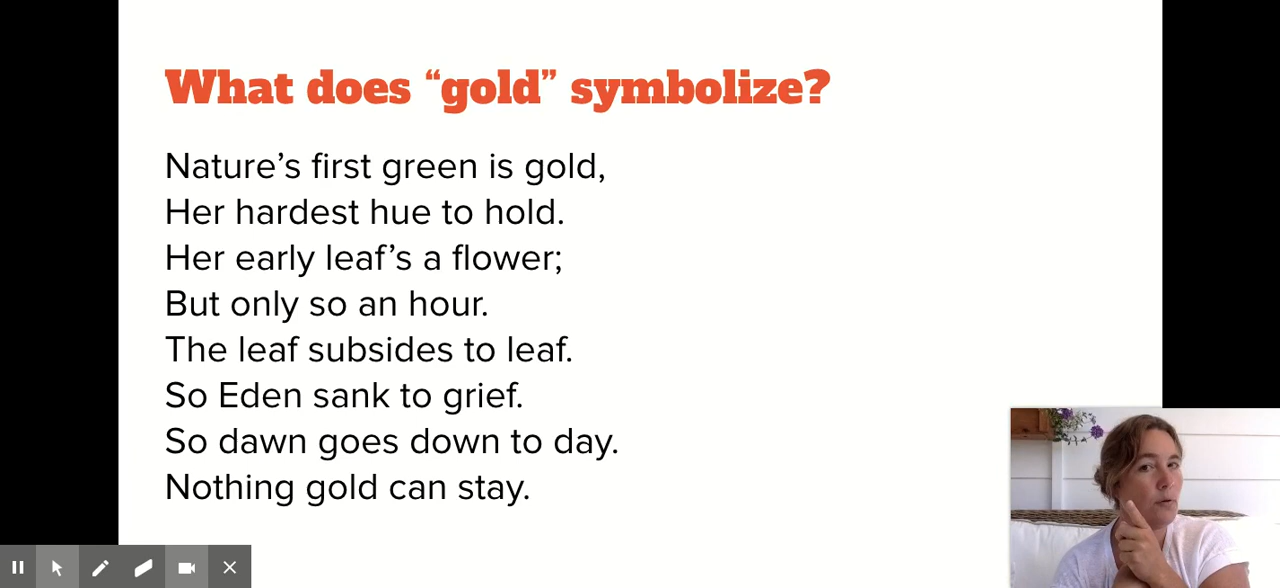 What does “gold” symbolize?
Nature’s first green is gold,
Her hardest hue to hold.
Her early leaf’s a flower;
But only so an hour.
The leaf subsides to leaf.
So Eden sank to grief.
So dawn goes down to day.
Nothing gold can stay.